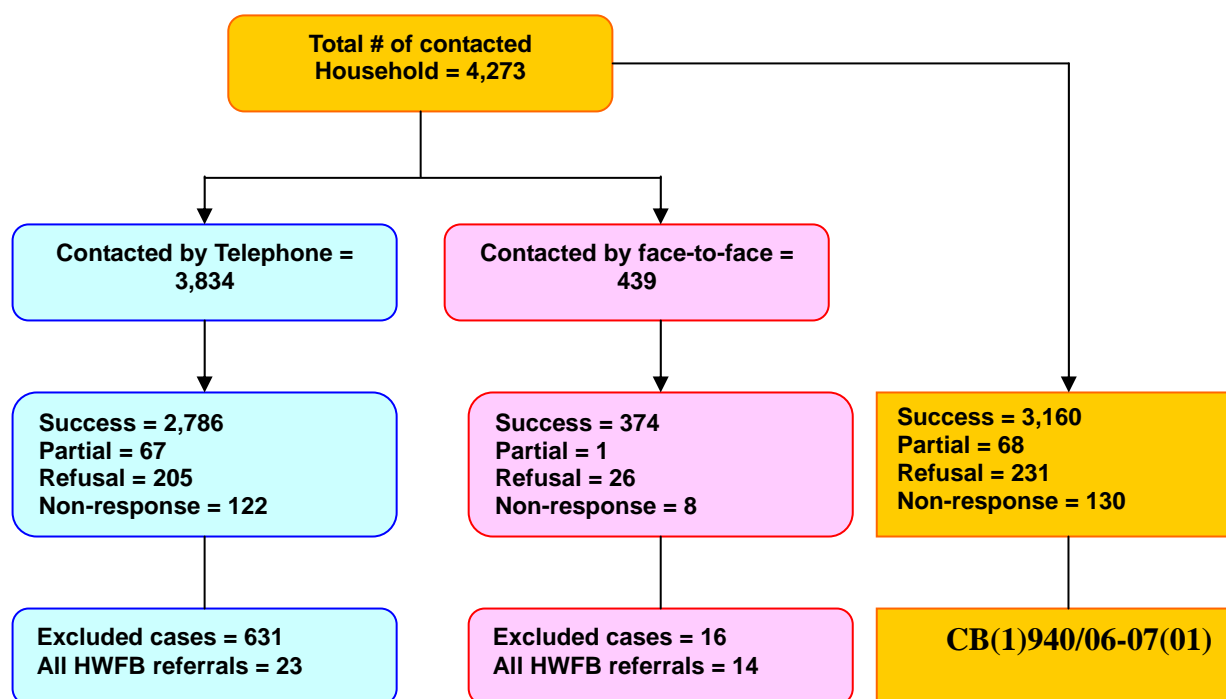 Total # of contacted
Household = 4,273
Contacted by Telephone =
3,834
Contacted by face-to-face =
439
Success = 2,786
Partial = 67
Refusal = 205
Non-response = 122
Success = 374
Partial = 1
Refusal = 26
Non-response = 8
Success = 3,160
Partial = 68
Refusal = 231
Non-response = 130
Excluded cases = 631
All HWFB referrals = 23
Excluded cases = 16
All HWFB referrals = 14
CB(1)940/06-07(01)